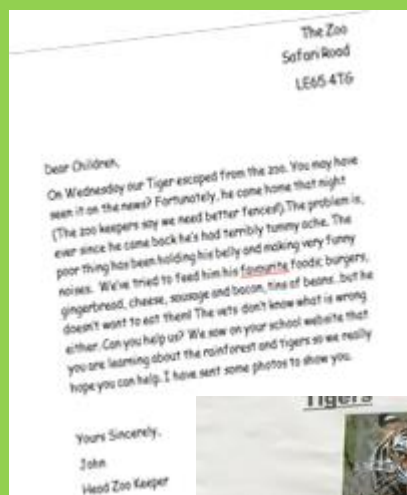 The Zoo
Safari Road
LE65 4TG
Dear Children,
On Wednesday our Tiger escaped from the zoo. You may have
seen it on the news? Fortunately, he came home that night
(The zoo keepers say we need better fences!).The problem is,
ever since he came back he's had terribly tummy ache. The
poor thing has been holding his belly and making very funny
noises. We've tried to feed him his favourite foods; burgers,
gingerbread, cheese, sausage and bacon, tins of beans...but he
doesn't want to eat them! The vets don't know what is wrong
either. Can you help us? We saw on your school website that
you are learning about the rainforest and tigers so we really
hope you can help. I have sent some photos to show you.
Yours Sincerely,
John
Head Zoo Keeper
Tigers